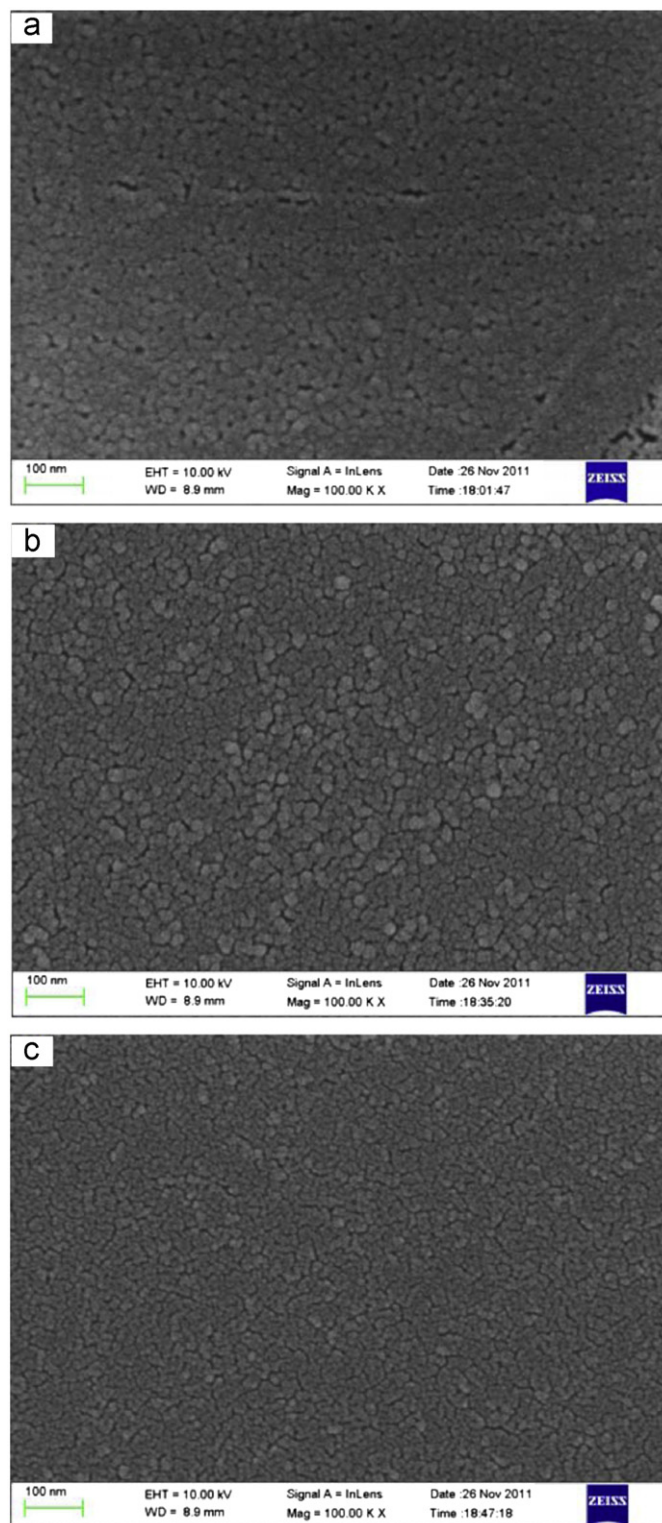 a
100 nm EHT = 10.00 kV Signal A = InLens Date :26 Nov 2011 ZEISS
WD = 8.9 mm Mag = 100.00 K X Time :18:01:47
b
100 nm EHT = 10.00 kV Signal A = InLens Date :26 Nov 2011 ZEISS
WD = 8.9 mm Mag = 100.00 K X Time :18:35:20
c
100 nm EHT = 10.00 kV Signal A = InLens Date :26 Nov 2011 ZEISS
WD = 8.9 mm Mag = 100.00 K X Time :18:47:18